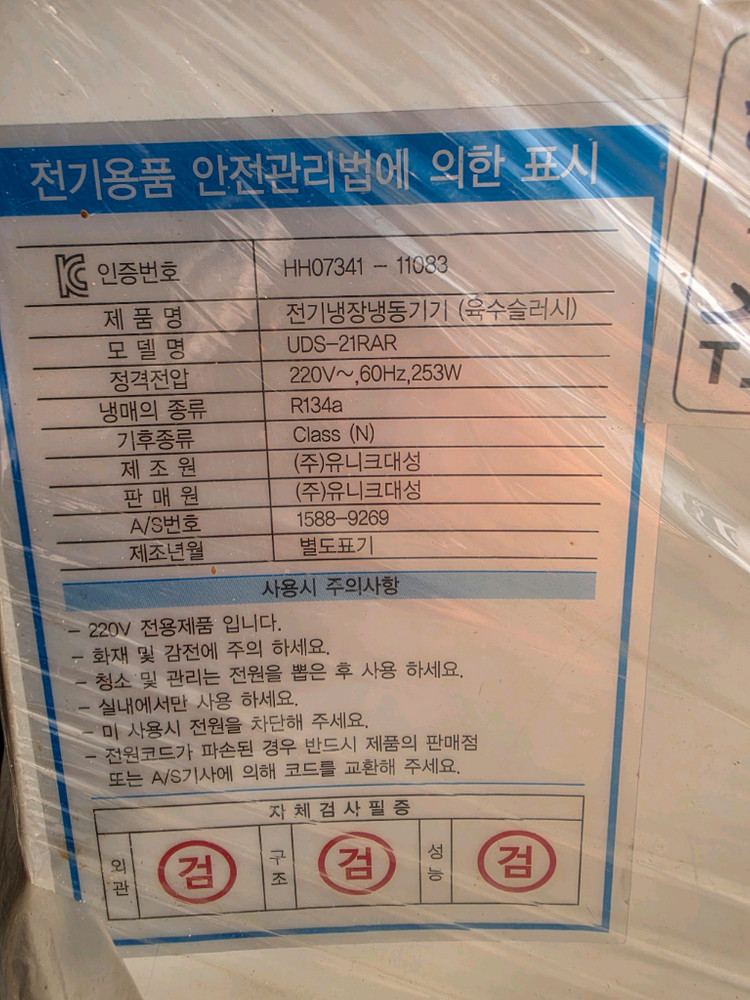 전기용품 안전관리법에 의한 표시
인증번호 HH07341 - 11083
제 품 명 전기냉장냉동기기 (육수슬러시)
모 델 명 UDS-21RAR
정격전압 220V～,60Hz,253W
냉매의 종류 R134a
기후종류 Class (N)
제 조 원 (주)유니크대성
판 매 원 (주)유니크대성
A/S번호 1588-9269
제조년월 별도표기
사용시 주의사항
- 220V 전용제품 입니다.
- 화재 및 감전에 주의 하세요.
- 청소 및 관리는 전원을 뽑은 후 사용 하세요.
- 실내에서만 사용 하세요.
- 미 사용시 전원을 차단해 주세요.
- 전원코드가 파손된 경우 반드시 제품의 판매점
또는 A/S기사에 의해 코드를 교환해 주세요.
자 체 검 사 필 증
외관 검 구조 검 성능 검